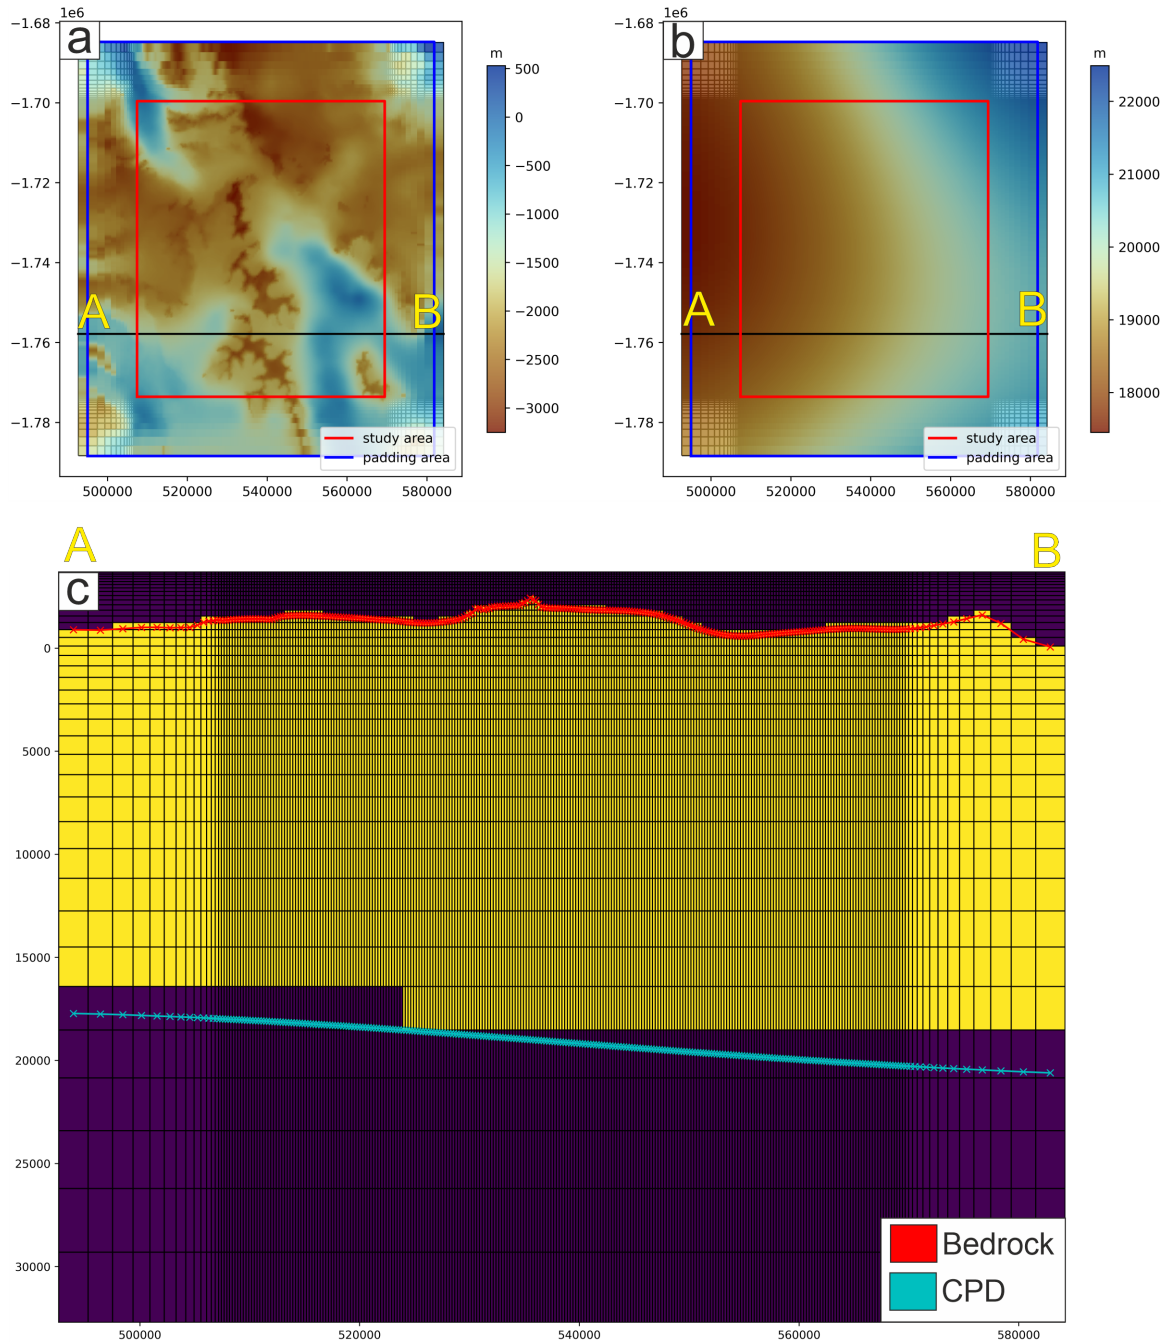 1e6
a
−1.68
−1.70
−1.72
−1.74
−1.76
−1.78
A
B
500000
520000
540000
560000
580000
study area
padding area
m
500
0
−500
−1000
−1500
−2000
−2500
−3000
1e6
b
−1.68
−1.70
−1.72
−1.74
−1.76
−1.78
A
B
500000
520000
540000
560000
580000
study area
padding area
m
22000
21000
20000
19000
18000
A
B
c
0
5000
10000
15000
20000
25000
30000
500000
520000
540000
560000
580000
Bedrock
CPD